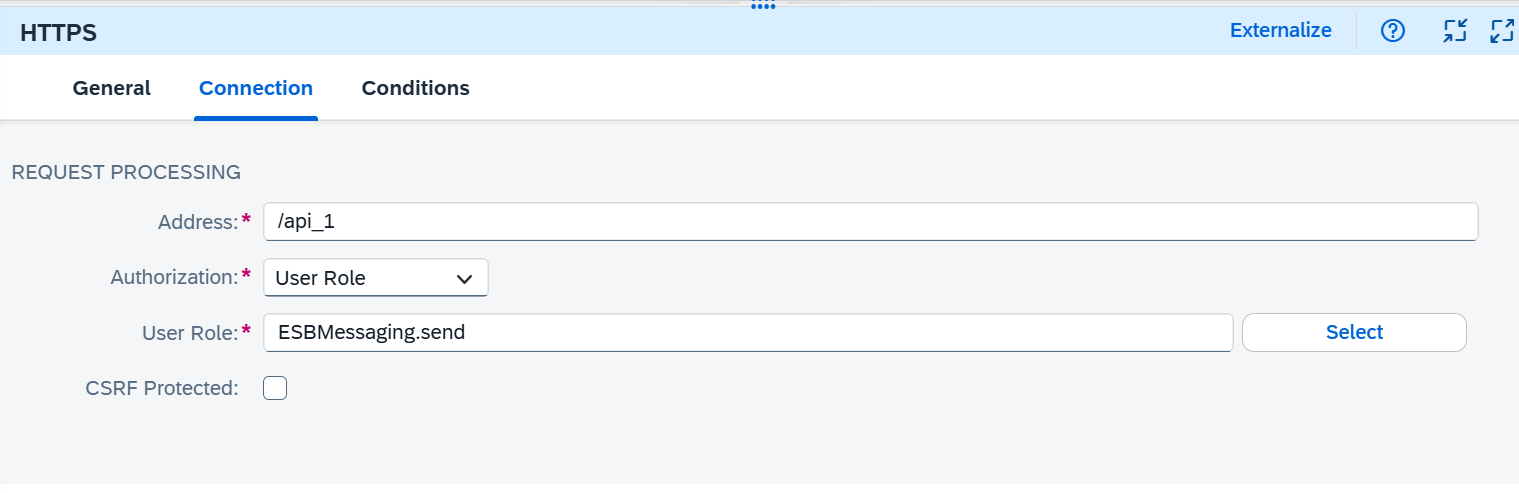 HTTPS Externalize
General Connection Conditions
REQUEST PROCESSING
Address:* /api_1
Authorization:* User Role
User Role:* ESBMessaging.send Select
CSRF Protected: